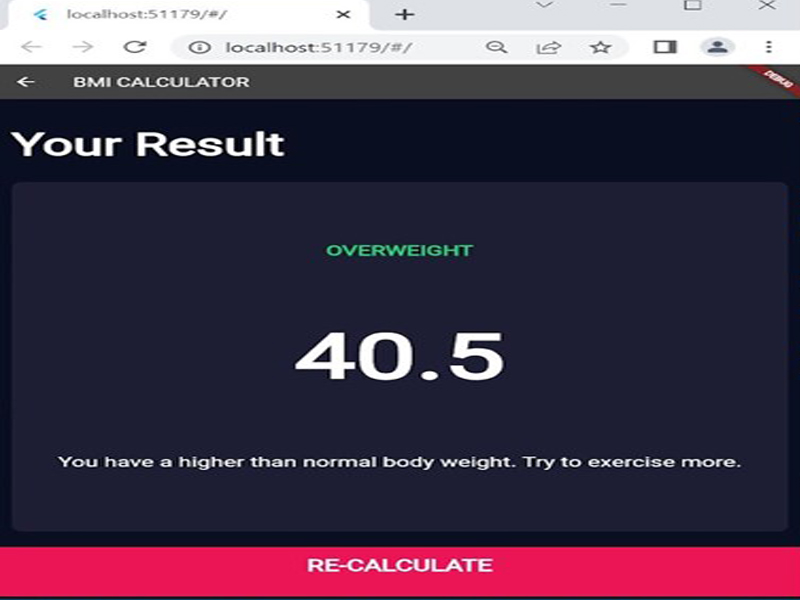 localhost:51179/#/
localhost:51179/#/
BMI CALCULATOR
DEBUG
Your Result
OVERWEIGHT
40.5
You have a higher than normal body weight. Try to exercise more.
RE-CALCULATE